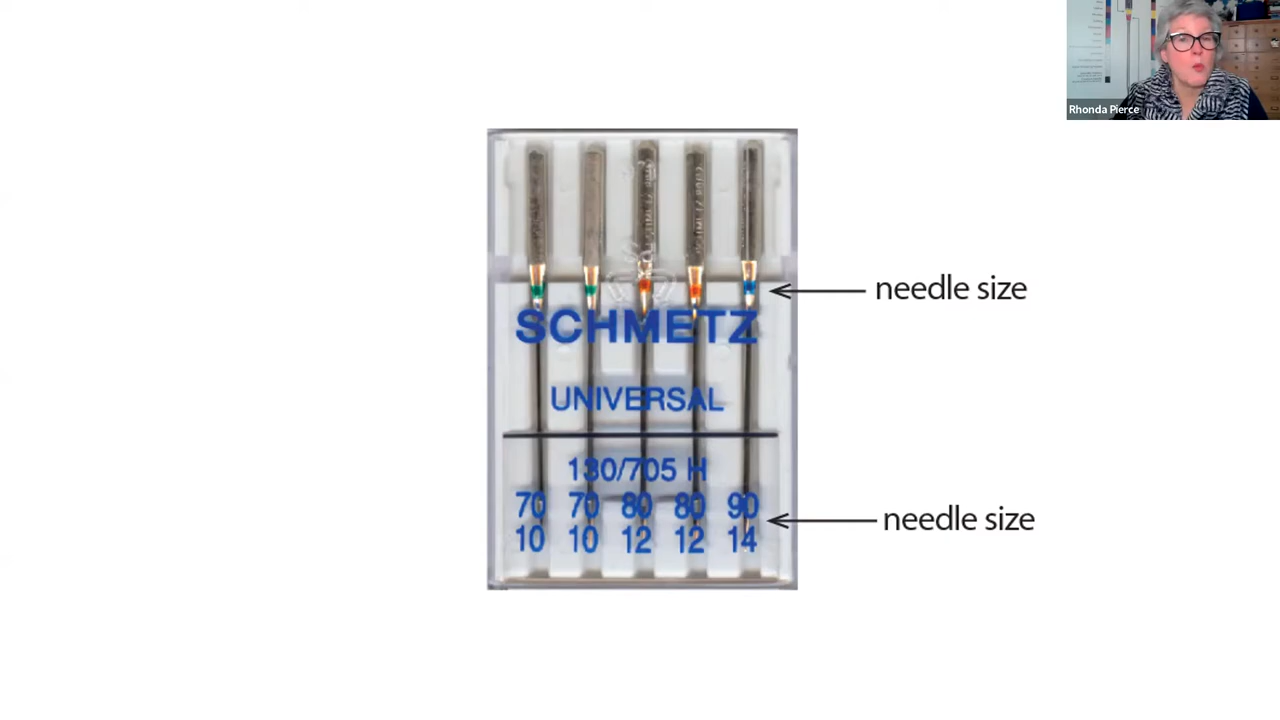 Rhonda Pierce
needle size
SCHMETZ
UNIVERSAL
130/705 H
70 70 80 80 90
needle size
10 10 12 12 14